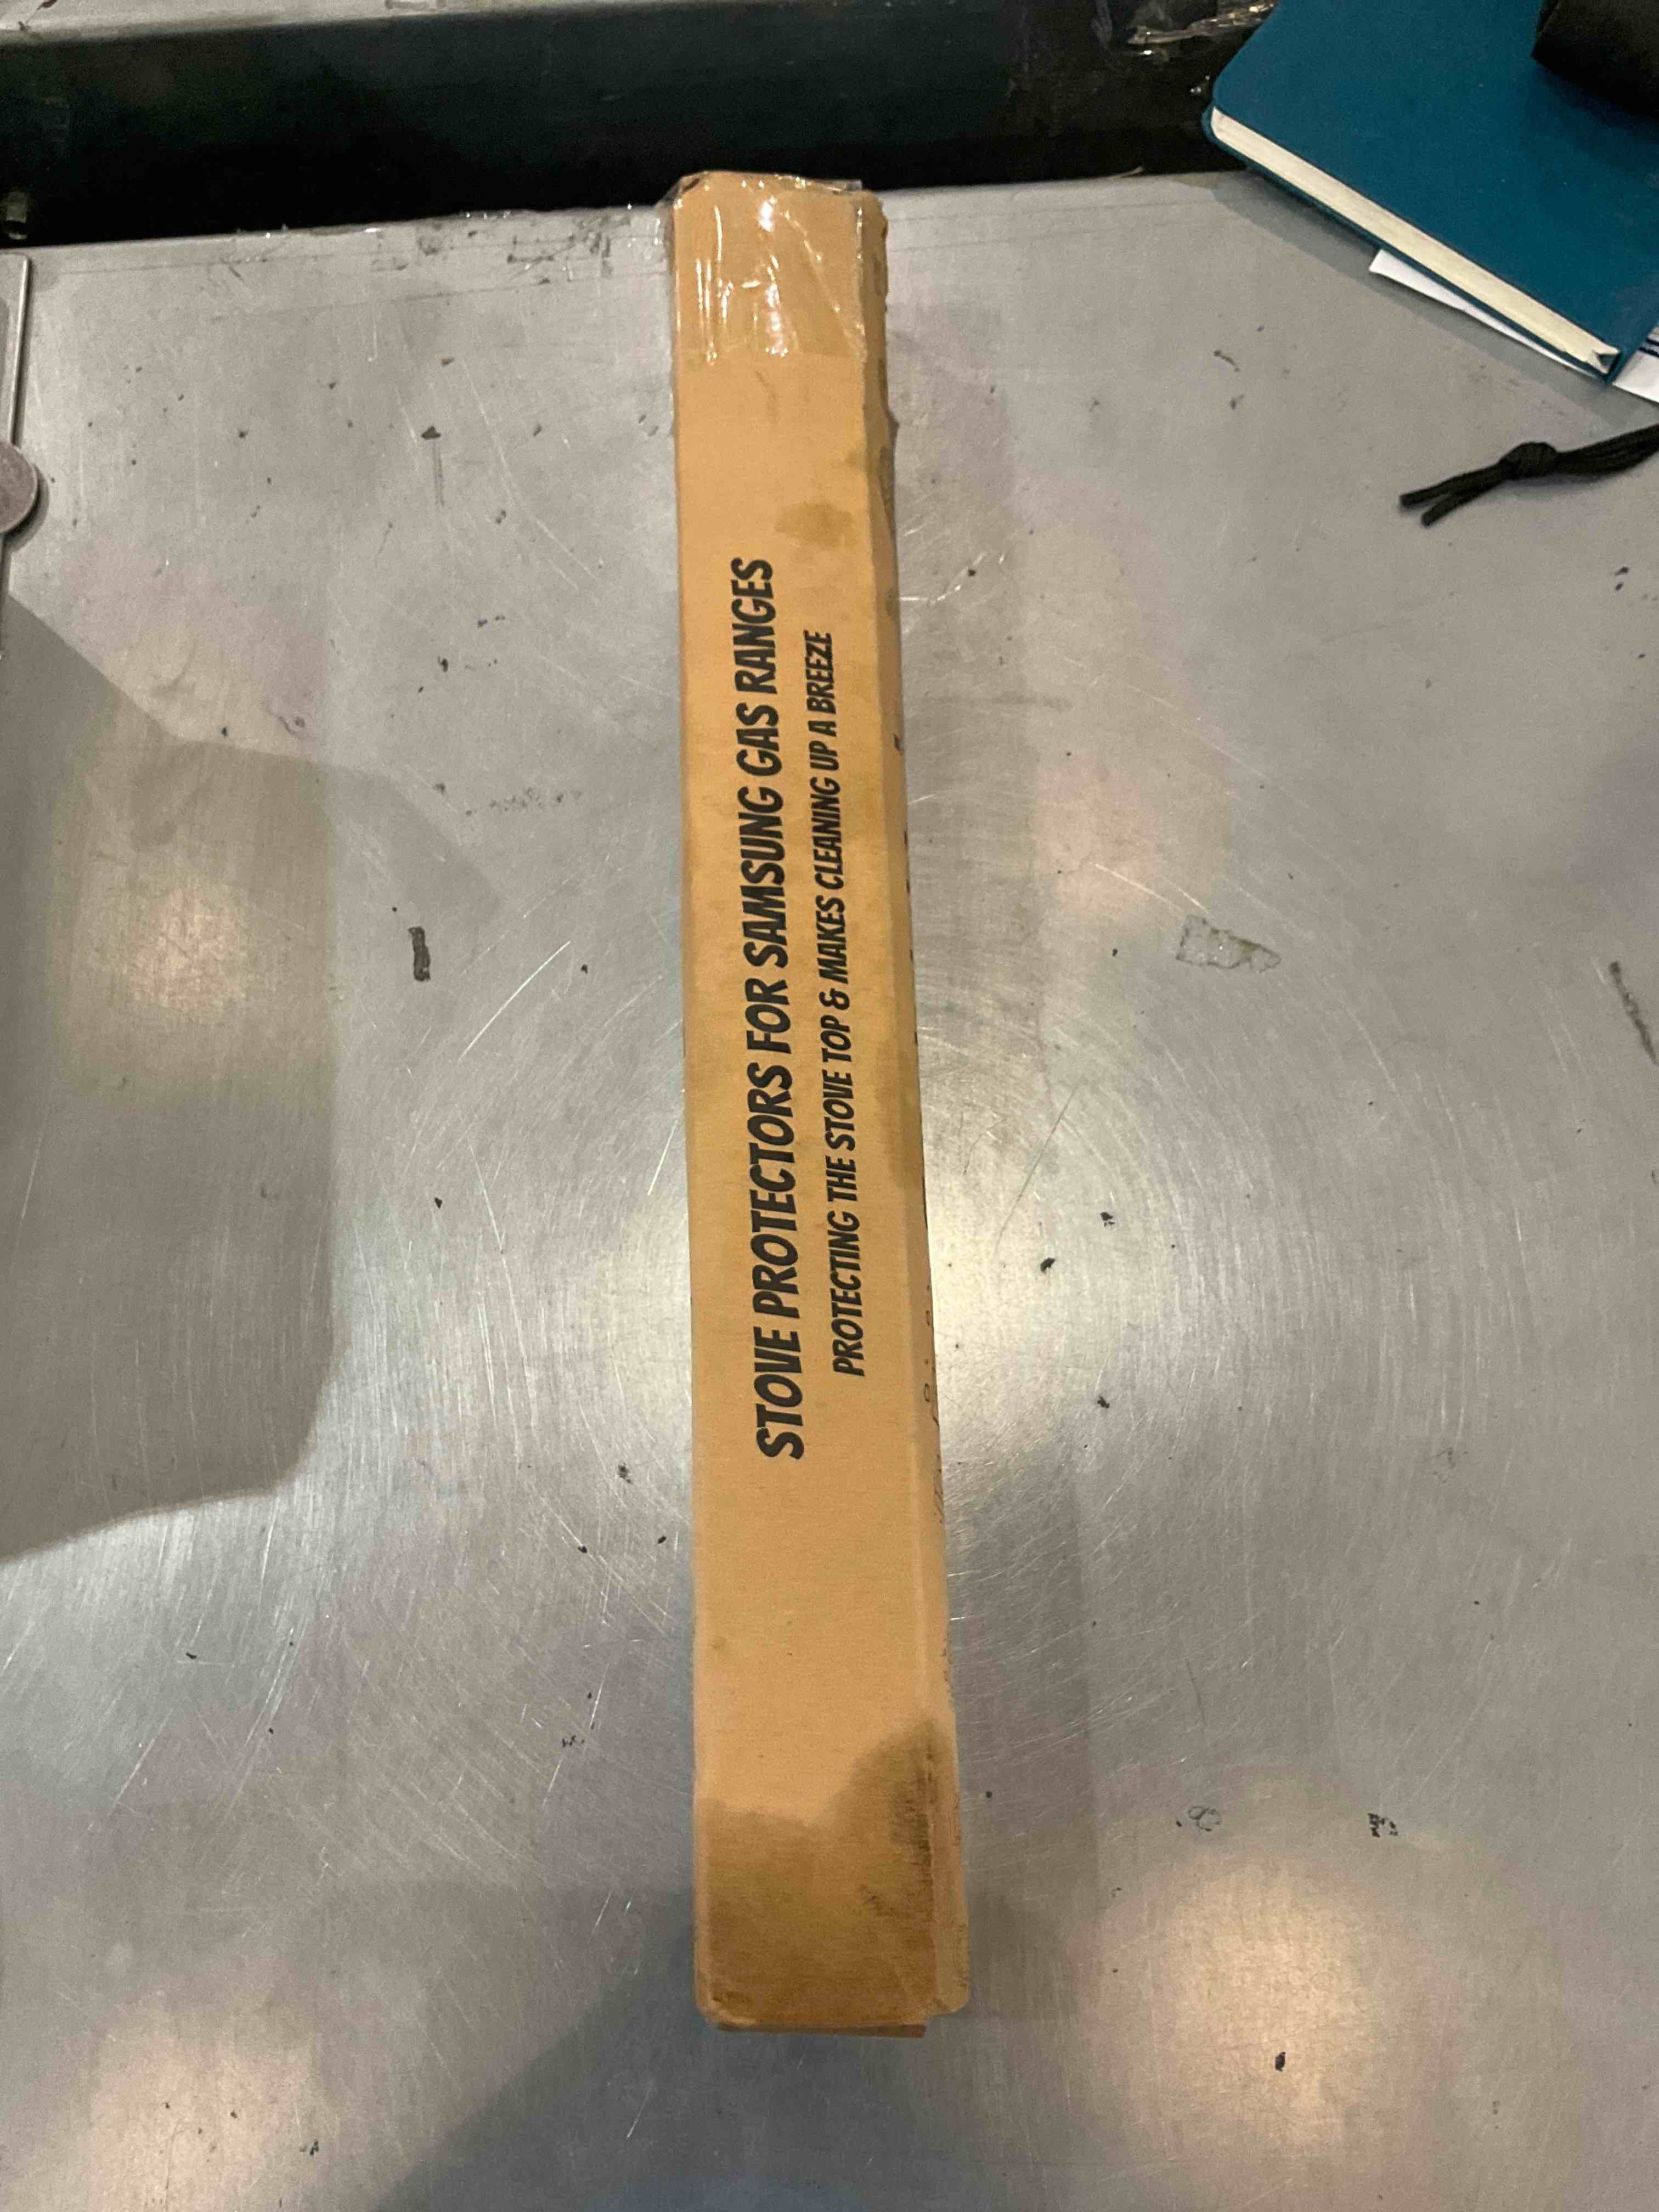 STOVE PROTECTORS FOR SAMSUNG GAS RANGES
PROTECTING THE STOVE TOP & MAKES CLEANING UP A BREEZE